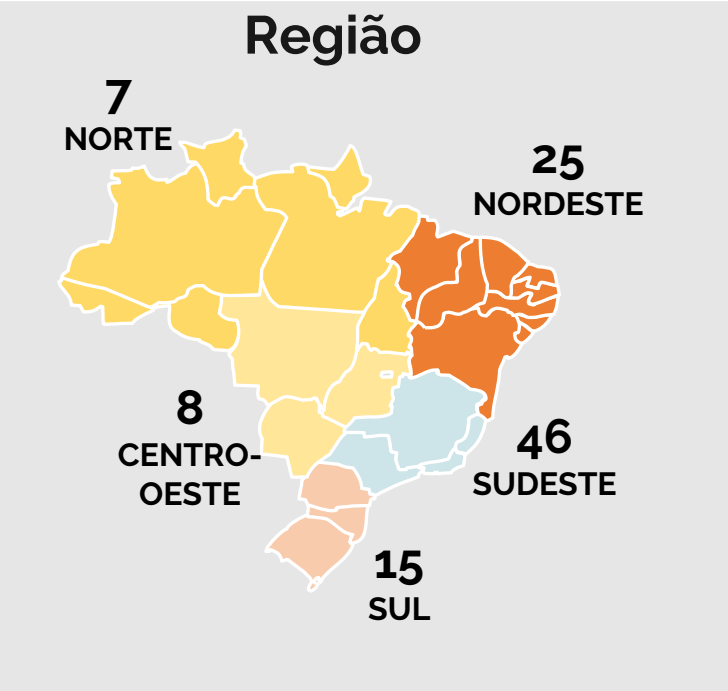 Região
7
NORTE
25
NORDESTE
8
CENTRO-
OESTE
46
SUDESTE
15
SUL